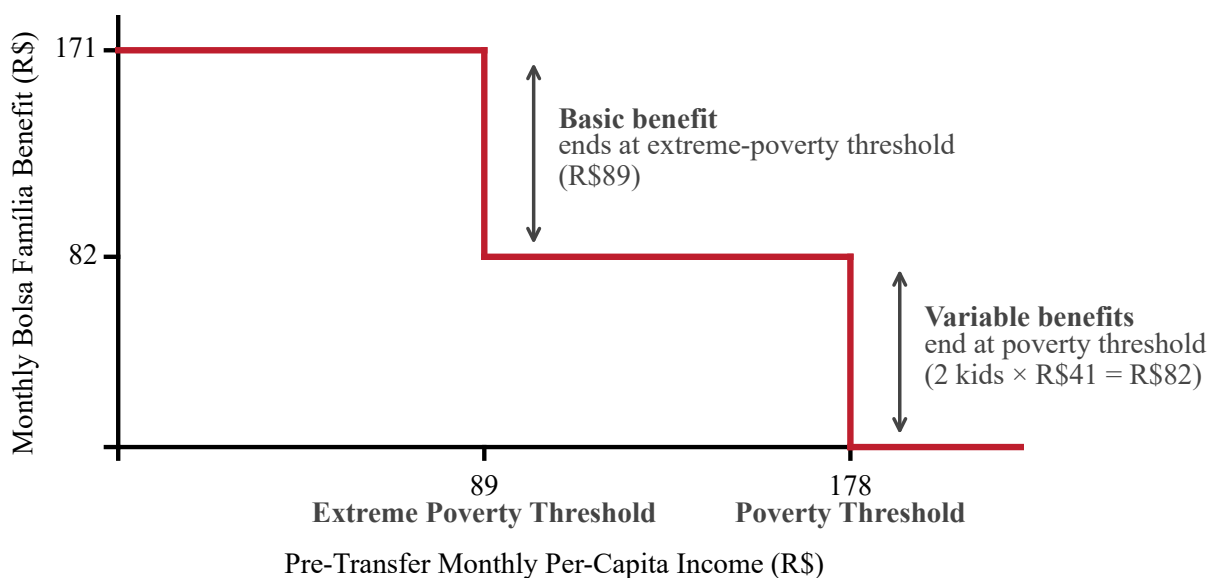 Monthly Bolsa Família Benefit (R$)
171
82
Basic benefit
ends at extreme-poverty threshold
(R$89)
Variable benefits
end at poverty threshold
(2 kids × R$41 = R$82)
89
178
Extreme Poverty Threshold
Poverty Threshold
Pre-Transfer Monthly Per-Capita Income (R$)